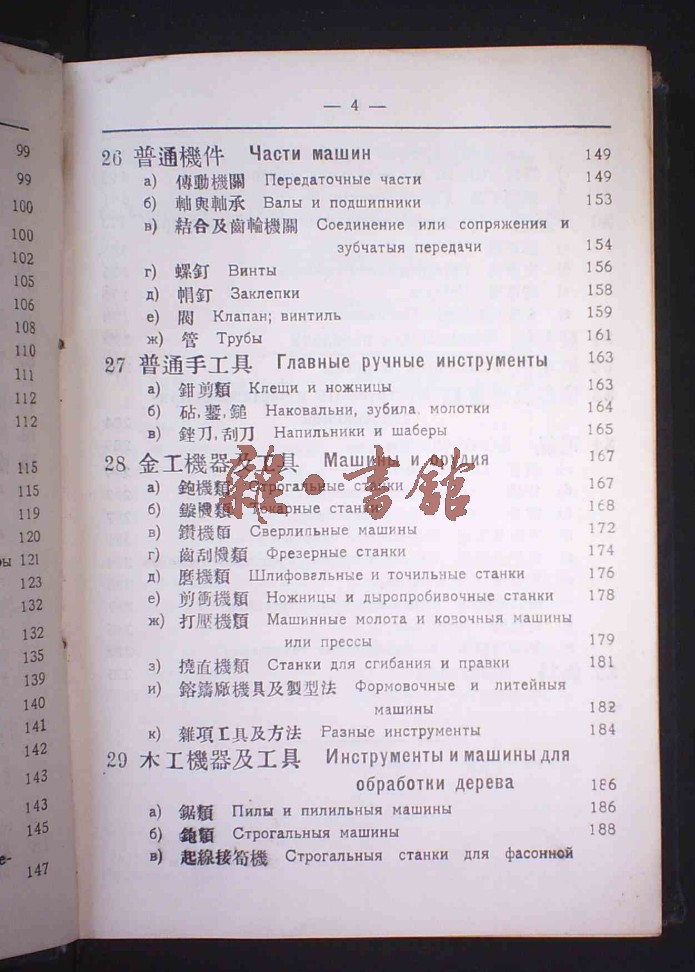 99
99
100
100
102
105
106
108
110
111
112
112
115
115
119
120
ры 121
123
132
132
135
139
140
141
142
143
143
145
е-
147
— 4 —
26 普通機件 Части машин 149
а) 傳動機關 Передаточные части 149
б) 軸與軸承 Валы и подшипники 153
в) 結合及齒輪機關 Соединение или сопряжения и
зубчатыя передачи 154
г) 螺釘 Винты 156
д) 帽釘 Заклепки 158
е) 閥 Клапан; винтиль 159
ж) 管 Трубы 161
27 普通手工具 Главные ручные инструменты 163
а) 鉗剪類 Клещи и ножницы 163
б) 砧,鏨,鎚 Наковальни, зубила, молотки 164
в) 銼刀,刮刀 Напильники и шаберы 165
28 金工機器及工具 Машины и орудия 167
а) 鉋機類 Строгальные станки 167
б) 鏇機類 Токарные станки 168
в) 鑽機類 Сверлильные машины 172
г) 齒刮機類 Фрезерные станки 174
д) 磨機類 Шлифовальные и точильные станки 176
е) 剪衝機類 Ножницы и дыропробивочные станки 178
ж) 打壓機類 Машинные молота и ковочныя машины
или прессы 179
з) 撓直機類 Станки для сгибания и правки 181
и) 鎔鑄廠機具及製型法 Формовочные и литейныя
машины 182
к) 雜項工具及方法 Разные инструменты 184
29 木工機器及工具 Инструменты и машины для
обработки дерева 186
а) 鋸類 Пилы и пилильныя машины 186
б) 鉋類 Строгальныя машины 188
в) 起線接筍機 Строгальныя станки для фасонной
雜·書館